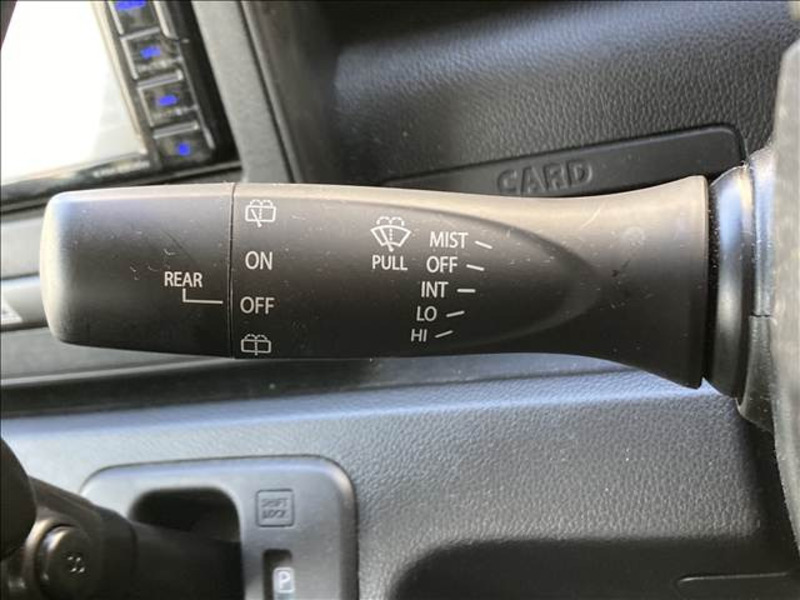 CARD
ON
REAR
OFF
PULL
MIST
OFF
INT
LO
HI
SHIFT
LOCK
P